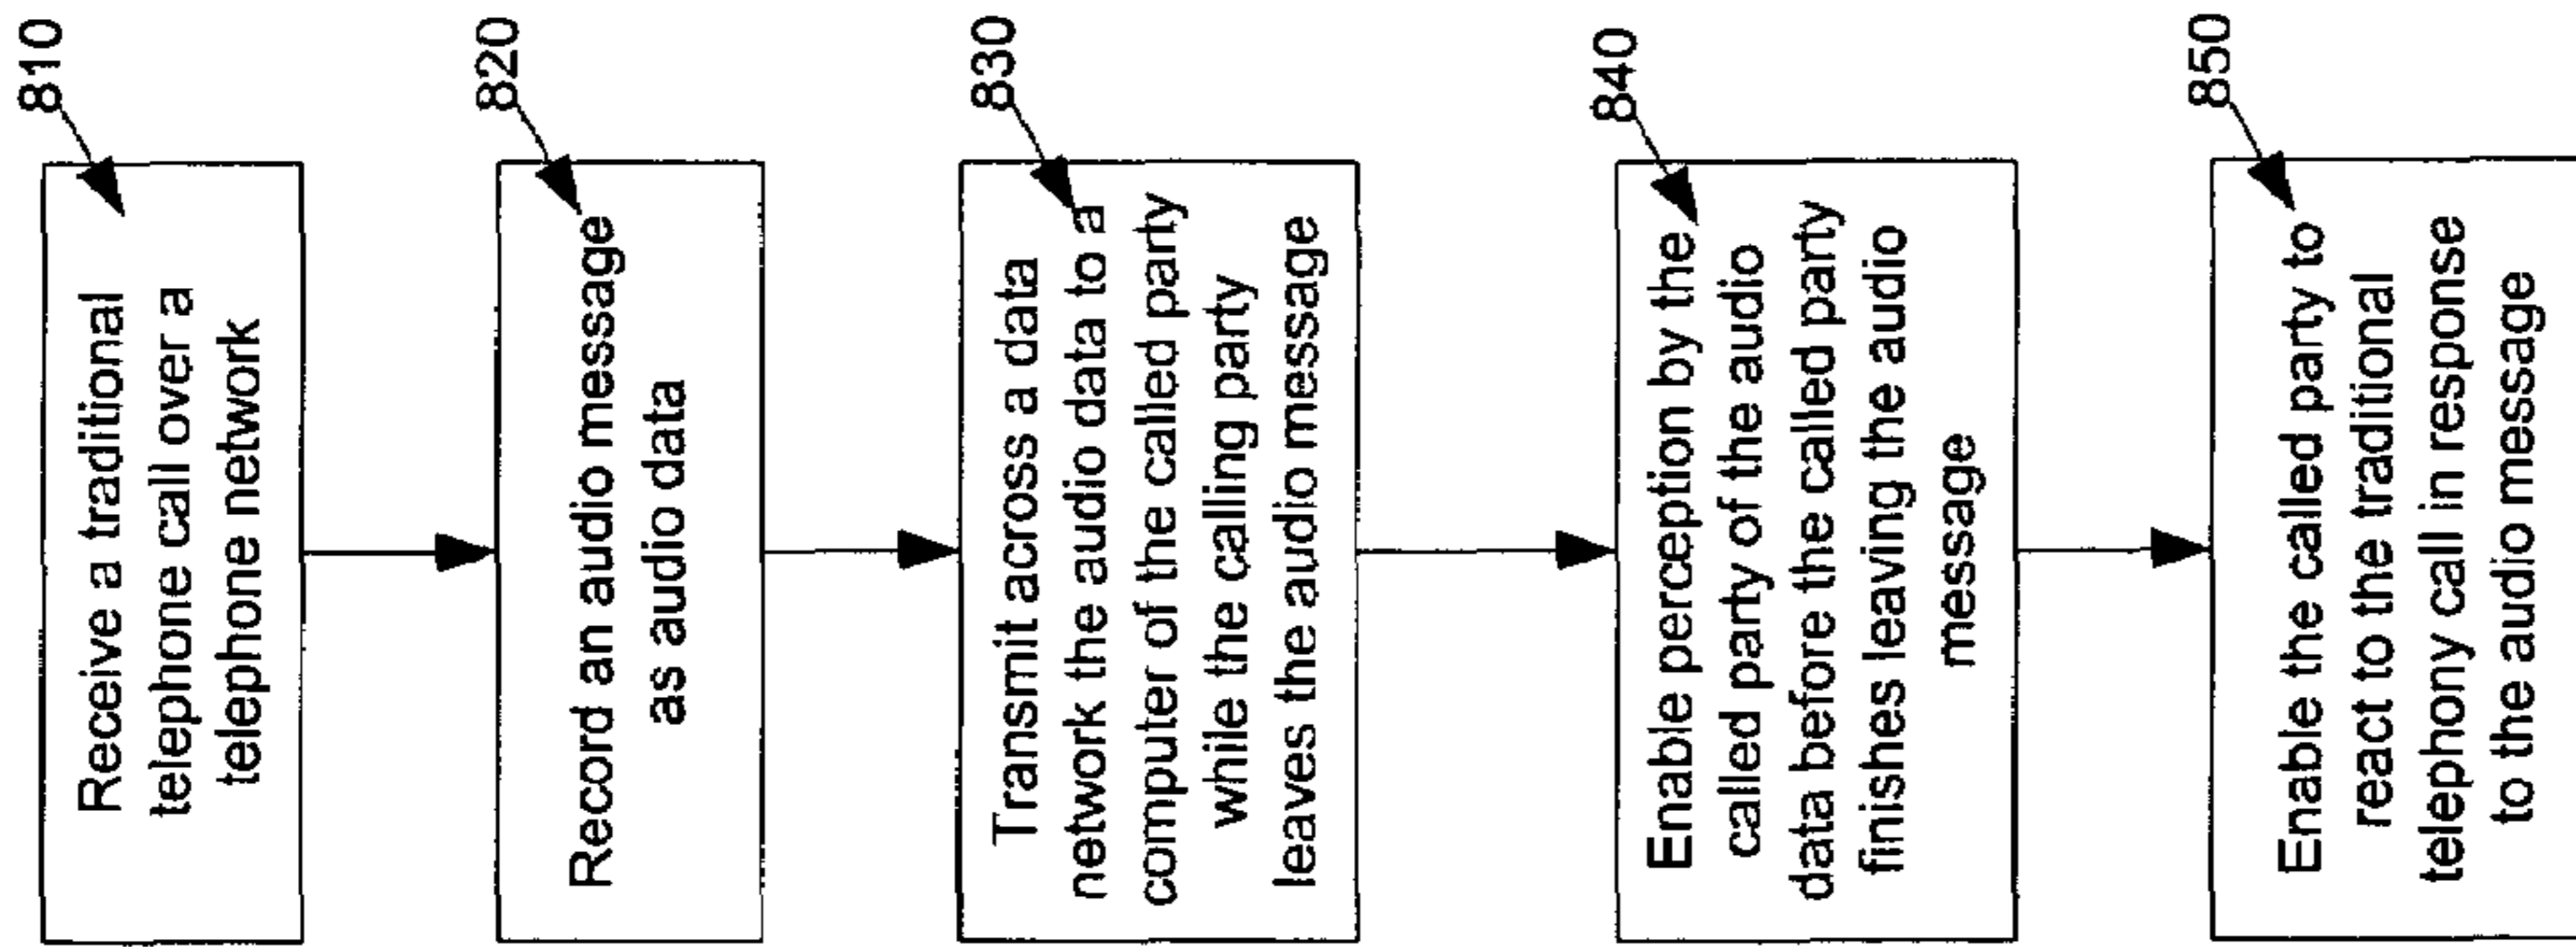 810
Receive a traditional
telephone call over a
telephone network
820
Record an audio message
as audio data
830
Transmit across a data
network the audio data to a
computer of the called party
while the calling party
leaves the audio message
840
Enable perception by the
called party of the audio
data before the called party
finishes leaving the audio
message
850
Enable the called party to
react to the traditional
telephony call in response
to the audio message